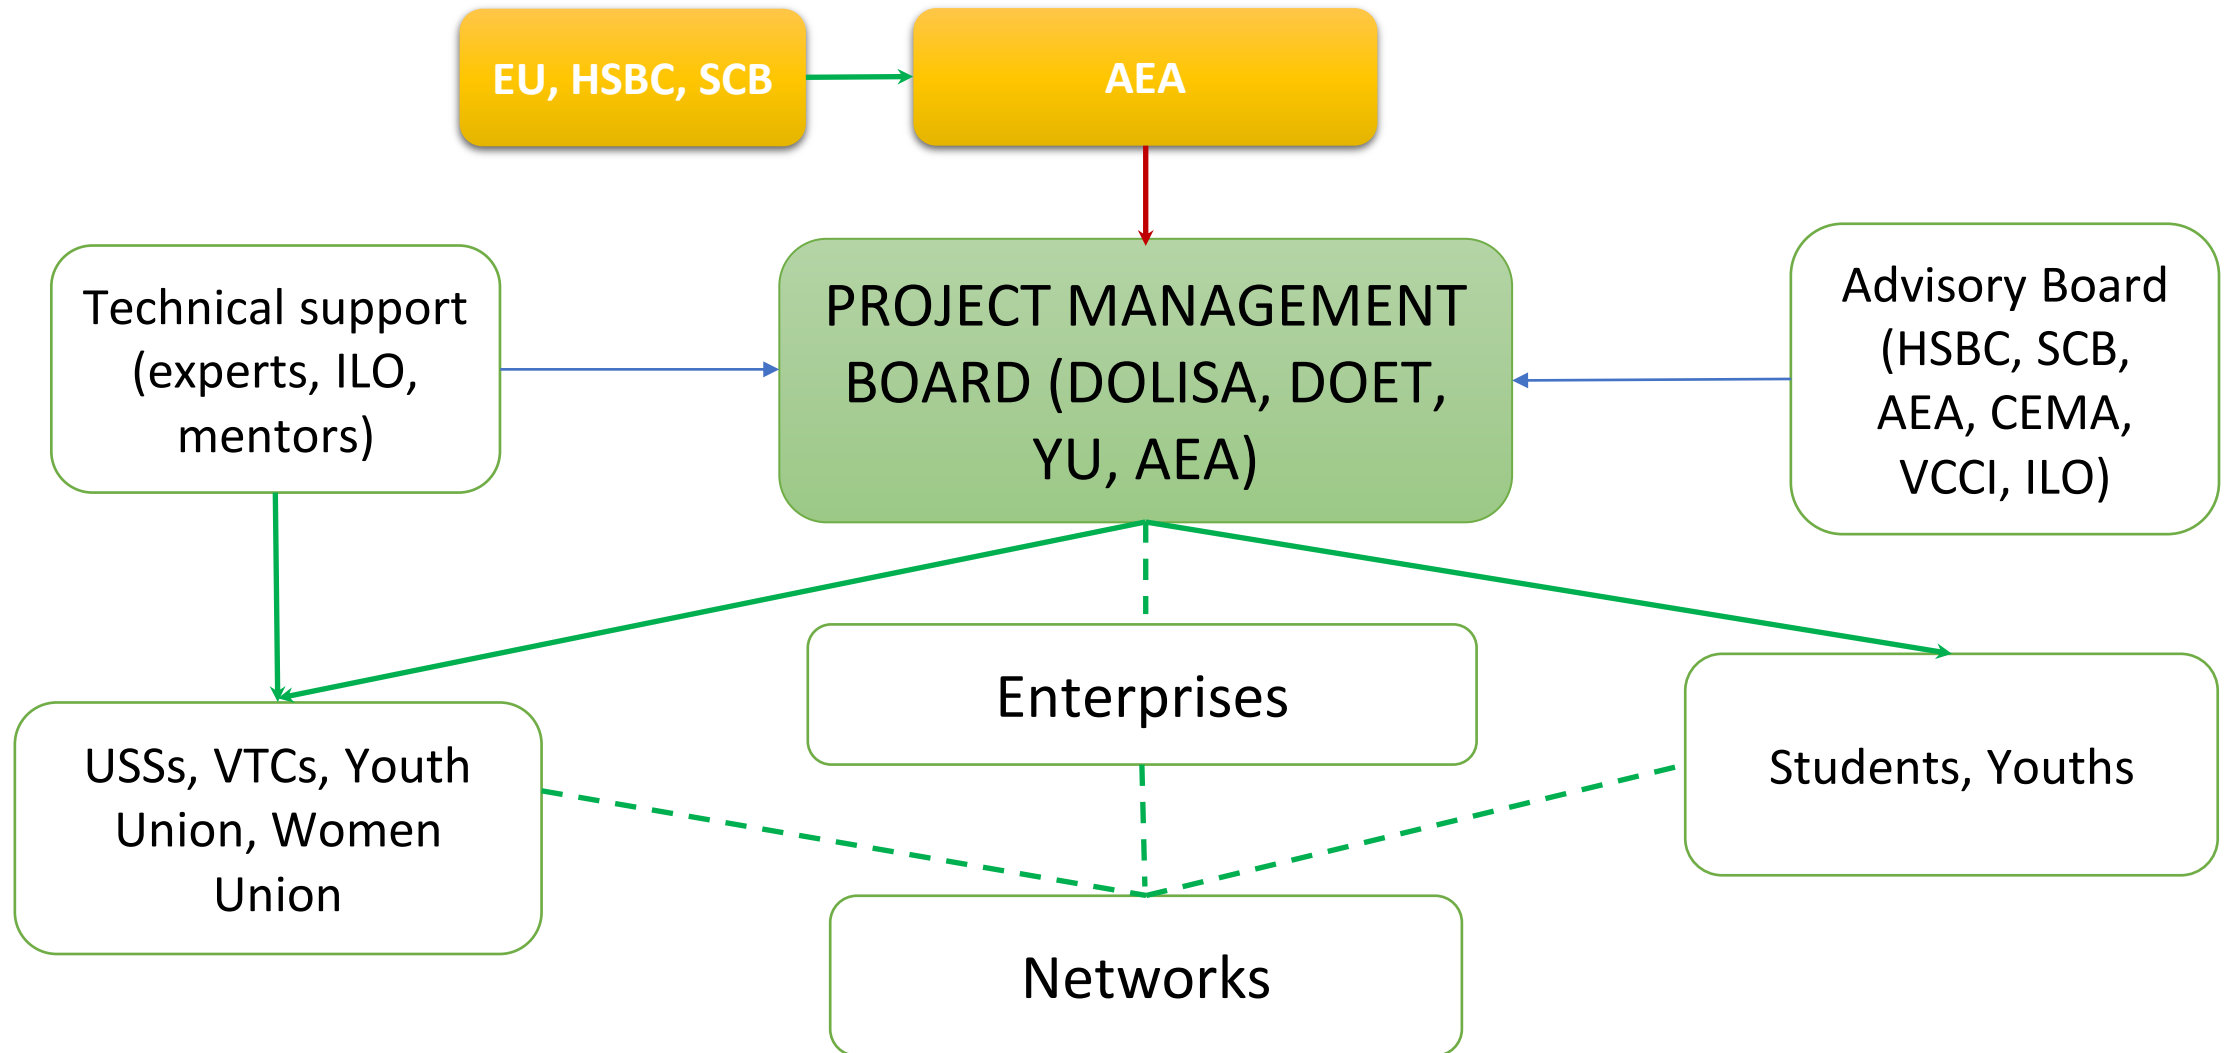 EU, HSBC, SCB
AEA
Technical support
(experts, ILO,
mentors)
PROJECT MANAGEMENT
BOARD (DOLISA, DOET,
YU, AEA)
Advisory Board
(HSBC, SCB,
AEA, CEMA,
VCCI, ILO)
Enterprises
USSs, VTCs, Youth
Union, Women
Union
Students, Youths
Networks